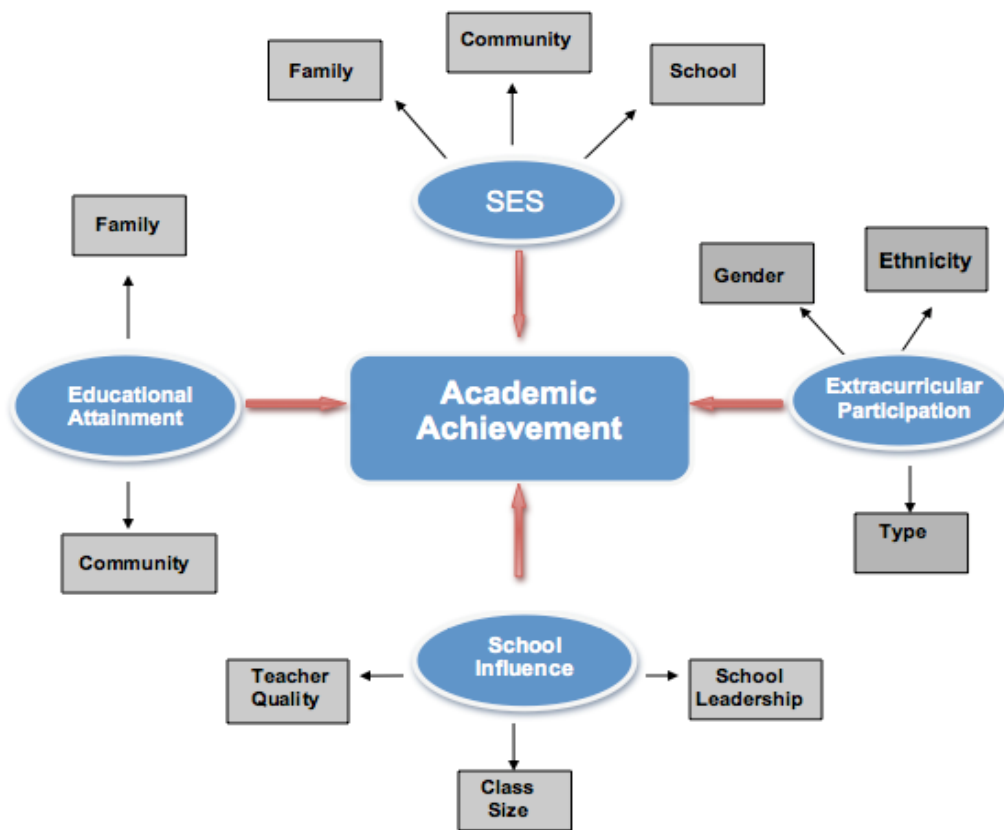 Community
Family
School
SES
Family
Gender
Ethnicity
Educational
Attainment
Academic
Achievement
Extracurricular
Participation
Community
Type
School
Influence
Teacher
Quality
School
Leadership
Class
Size